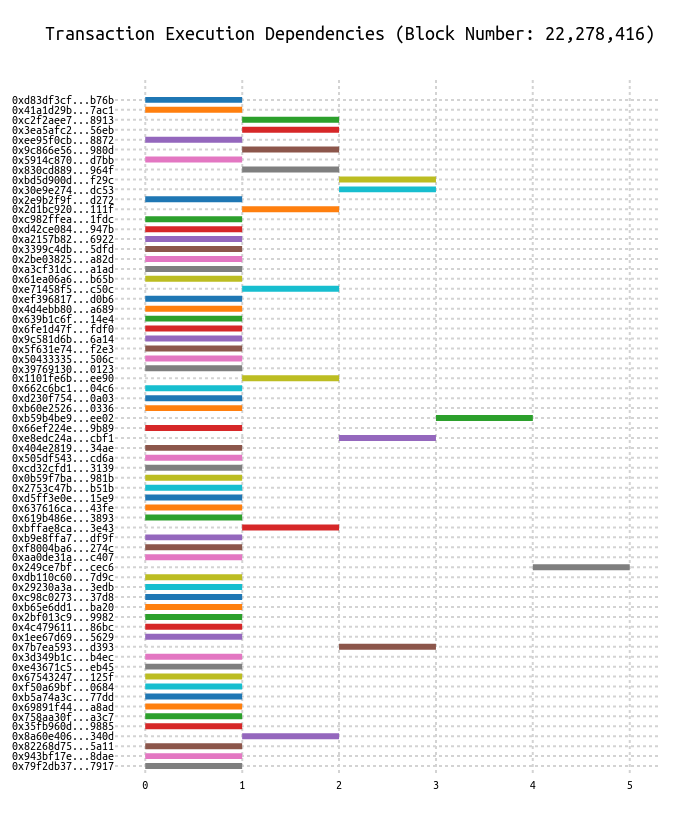 Transaction Execution Dependencies (Block Number: 22,278,416)
0xd83df3cf...b76b
0x41a1d29b...7ac1
0xc2f2aee7...8913
0x3ea5afc2...56eb
0xee95f0cb...8872
0x9c866e56...980d
0x5914c870...d7bb
0x830cd889...964f
0xbd5d900d...f29c
0x30e9e274...dc53
0x2e9b2f9f...d272
0x2d1bc920...111f
0xc982ffea...1fdc
0xd42ce084...947b
0xa2157b82...6922
0x3399c4db...5dfd
0x2be03825...a82d
0xa3cf31dc...a1ad
0x61ea06a6...b65b
0xe71458f5...c50c
0xef396817...d0b6
0x4d4ebb80...a689
0x639b1c6f...14e4
0x6fe1d47f...fdf0
0x9c581d6b...6a14
0x5f631e74...f2e3
0x50433335...506c
0x39769130...0123
0x1101fe6b...ee90
0x662c6bc1...04c6
0xd230f754...0a03
0xb60e2526...0336
0xb59b4be9...ee02
0x66ef224e...9b89
0xe8edc24a...cbf1
0x404e2819...34ae
0x505df543...cd6a
0xcd32cfd1...3139
0x0b59f7ba...981b
0x2753c47b...b51b
0xd5ff3e0e...15e9
0x637616ca...43fe
0x619b486e...3893
0xbffae8ca...3e43
0xb9e8ffa7...df9f
0xf8004ba6...274c
0xaa0de31a...c407
0x249ce7bf...cec6
0xdb110c60...7d9c
0x29230a3a...3edb
0xc98c0273...37d8
0xb65e6dd1...ba20
0x2bf013c9...9982
0x4c479611...86bc
0x1ee67d69...5629
0x7b7ea593...d393
0x3d349b1c...b4ec
0xe43671c5...eb45
0x67543247...125f
0xf50a69bf...0684
0xb5a74a3c...77dd
0x69891f44...a8ad
0x758aa30f...a3c7
0x35fb960d...9885
0x8a60e406...340d
0x82268d75...5a11
0x943bf17e...8dae
0x79f2db37...7917
0 1 2 3 4 5